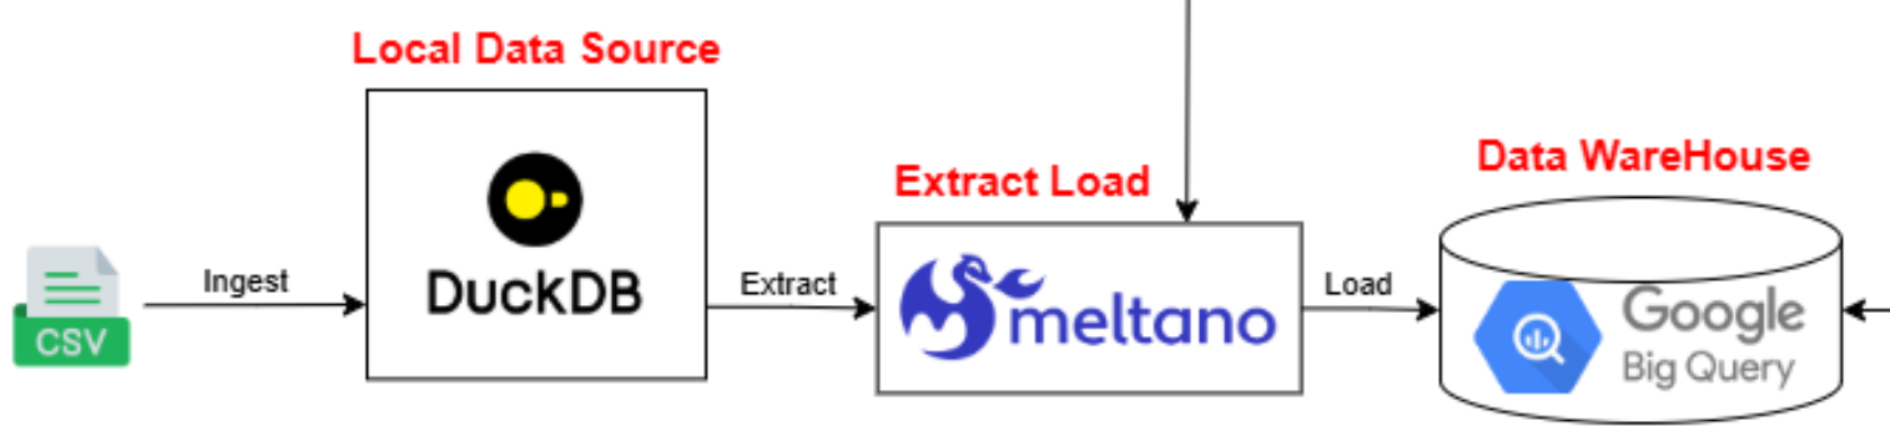 Local Data Source
DuckDB
CSV
Ingest
Extract
Extract Load
meltano
Load
Data WareHouse
Google
Big Query